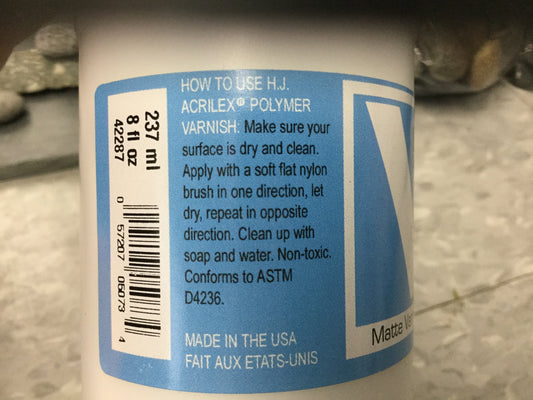 HOW TO USE H.J.
ACRILEX® POLYMER
VARNISH. Make sure your
surface is dry and clean.
Apply with a soft flat nylon
brush in one direction, let
dry, repeat in opposite
direction. Clean up with
soap and water. Non-toxic.
Conforms to ASTM
D4236.
MADE IN THE USA
FAIT AUX ETATS-UNIS
237 ml
8 fl oz
42287
0 57207 05073 4
Matte